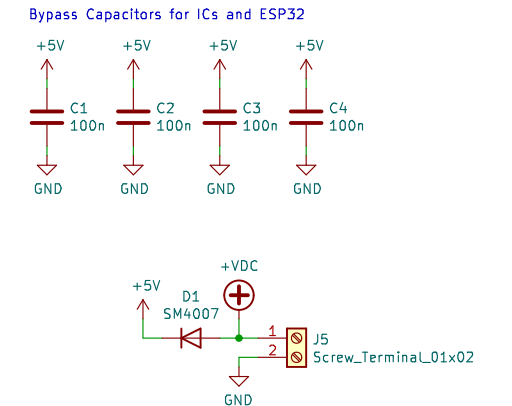 Bypass Capacitors for ICs and ESP32
+5V +5V +5V +5V
C1 C2 C3 C4
100n 100n 100n 100n
GND GND GND GND
+VDC
+5V
D1
SM4007
1
2
J5
Screw_Terminal_01x02
GND